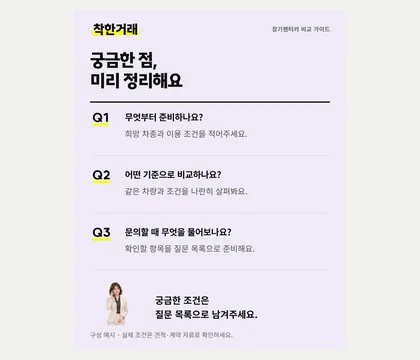 착한거래
장기렌터카 비교 가이드
궁금한 점,
미리 정리해요
Q1
무엇부터 준비하나요?
희망 차종과 이용 조건을 적어주세요.
Q2
어떤 기준으로 비교하나요?
같은 차량과 조건을 나란히 살펴봐요.
Q3
문의할 때 무엇을 물어보나요?
확인할 항목을 질문 목록으로 준비해요.
궁금한 조건은
질문 목록으로 남겨주세요.
구성 예시 · 실제 조건은 견적·계약 자료로 확인하세요.